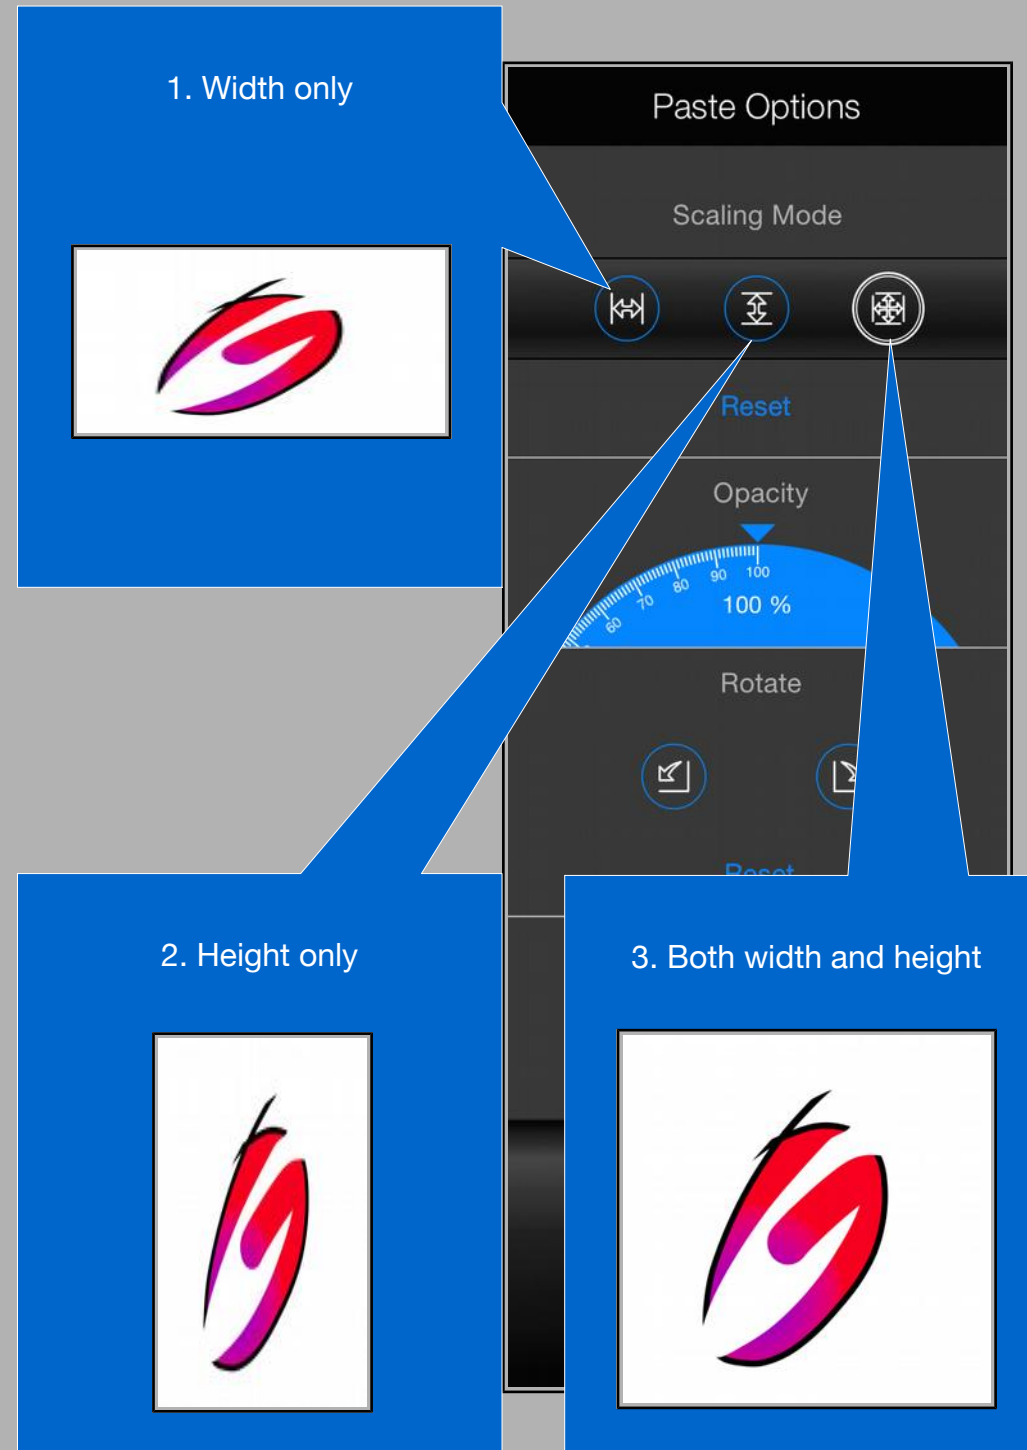 1. Width only
Paste Options
Scaling Mode
Reset
Opacity
60 70 80 90 100
100 %
Rotate
Reset
2. Height only
3. Both width and height